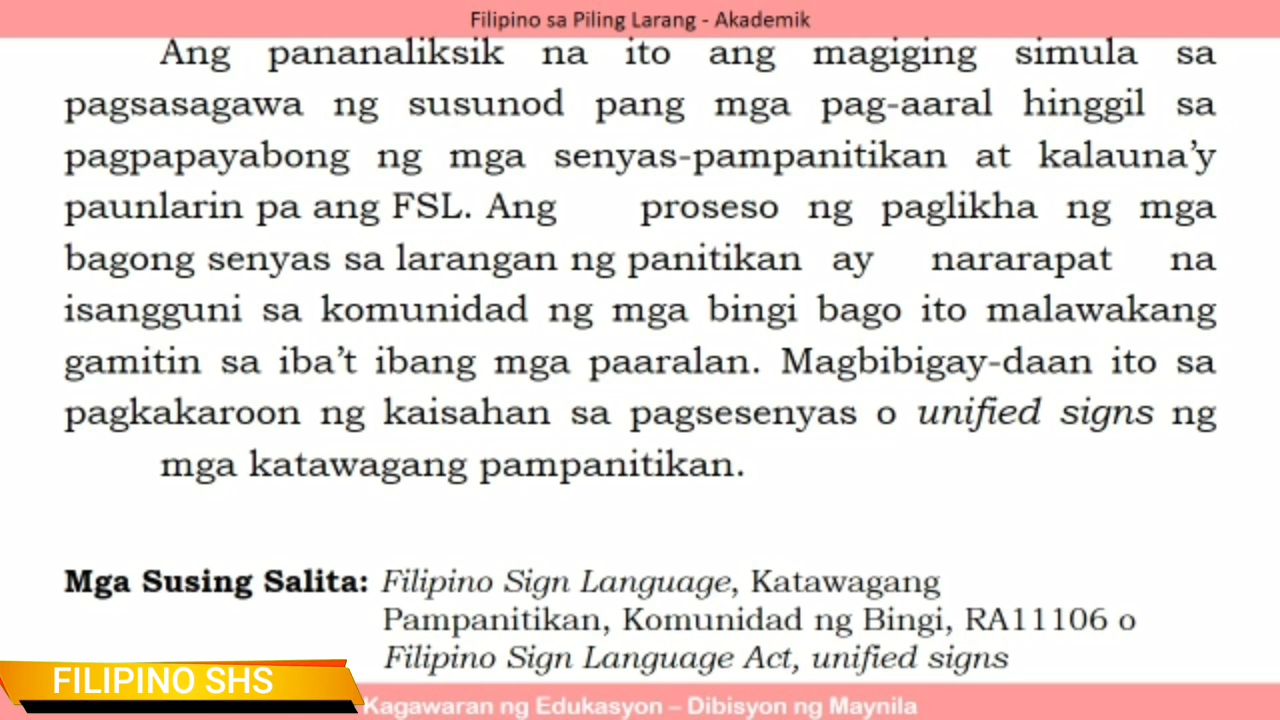 Filipino sa Piling Larang - Akademik
Ang pananaliksik na ito ang magiging simula sa
pagsasagawa ng susunod pang mga pag-aaral hinggil sa
pagpapayabong ng mga senyas-pampanitikan at kalauna’y
paunlarin pa ang FSL. Ang proseso ng paglikha ng mga
bagong senyas sa larangan ng panitikan ay nararapat na
isangguni sa komunidad ng mga bingi bago ito malawakang
gamitin sa iba’t ibang mga paaralan. Magbibigay-daan ito sa
pagkakaroon ng kaisahan sa pagsesenyas o unified signs ng
mga katawagang pampanitikan.
Mga Susing Salita: Filipino Sign Language, Katawagang
Pampanitikan, Komunidad ng Bingi, RA11106 o
Filipino Sign Language Act, unified signs
FILIPINO SHS
Kagawaran ng Edukasyon – Dibisyon ng Maynila